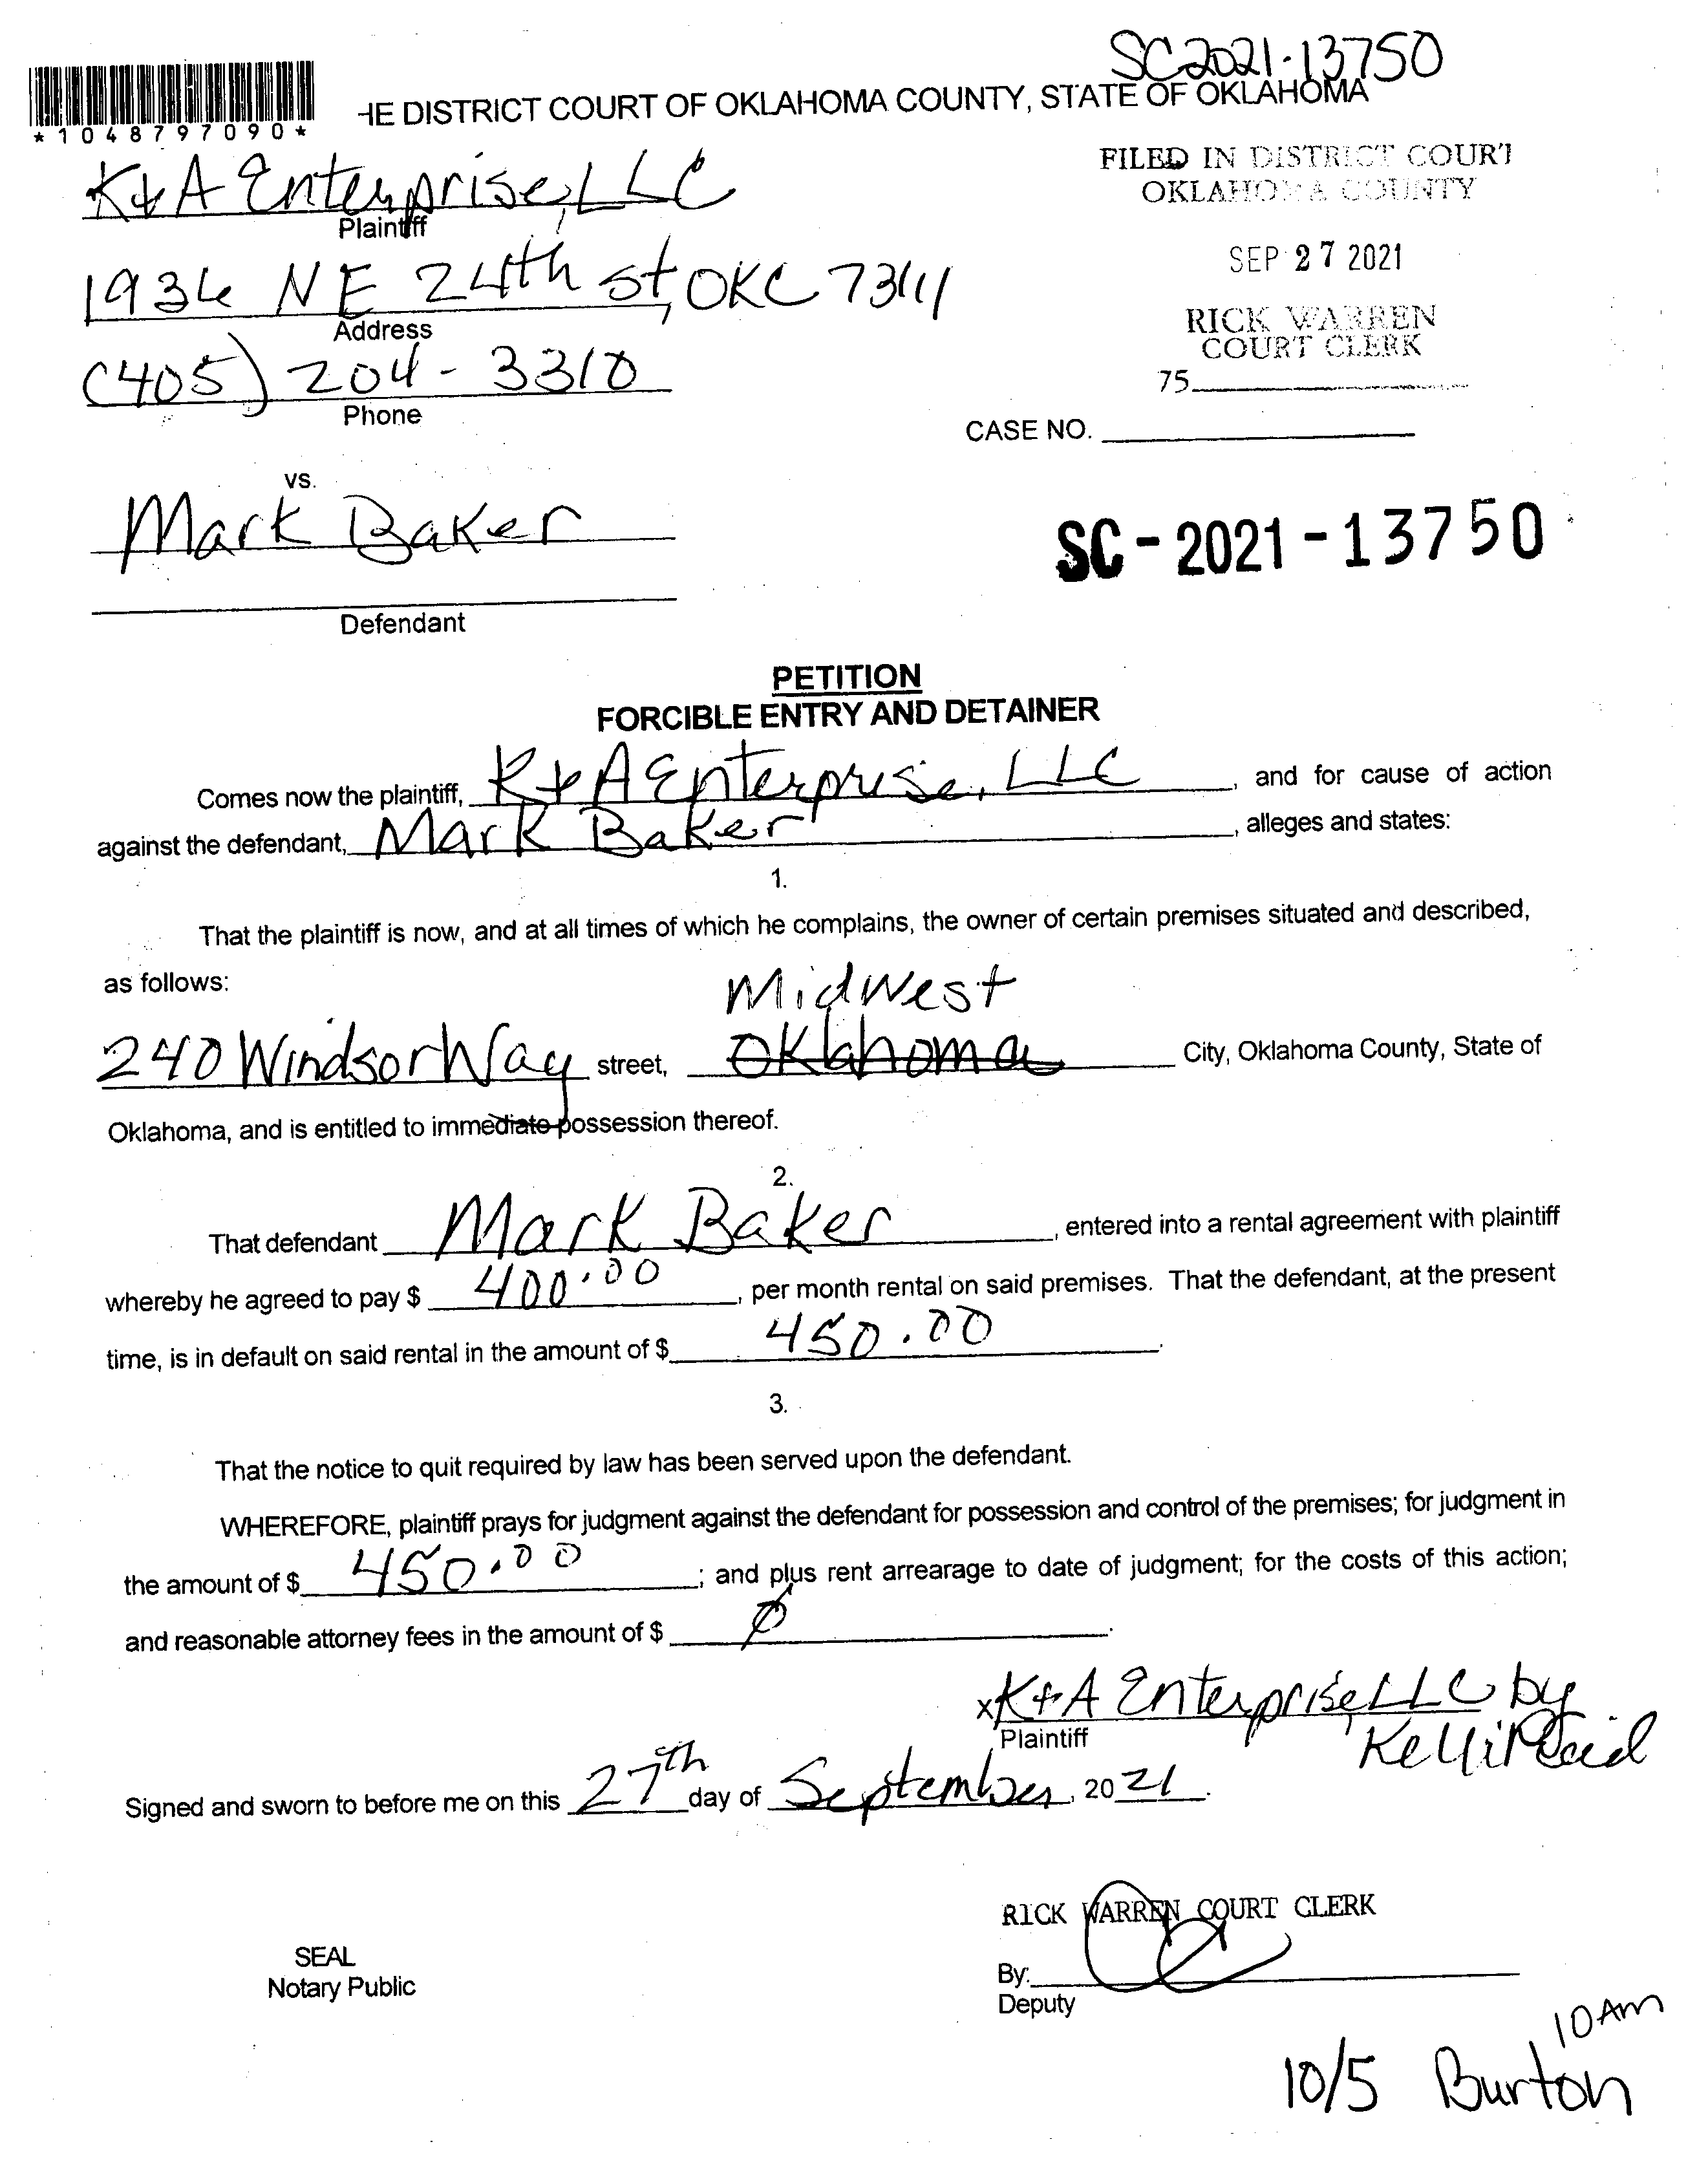 SC2021-13750
*1048797090*
HE DISTRICT COURT OF OKLAHOMA COUNTY, STATE OF OKLAHOMA
FILED IN DISTRICT COURT
OKLAHOMA COUNTY
K&A Enterprise, LLC
Plaintiff
SEP 27 2021
1936 NE 24th St, OKC 73111
Address
RICK WARREN
COURT CLERK
(405) 204-3310
75
Phone
CASE NO.
vs.
Mark Baker
SC-2021-13750
Defendant
PETITION
FORCIBLE ENTRY AND DETAINER
Comes now the plaintiff, K&A Enterprise, LLC, and for cause of action
against the defendant, Mark Baker, alleges and states:
1.
That the plaintiff is now, and at all times of which he complains, the owner of certain premises situated and described,
as follows:
Midwest
240 Windsor Way street, Oklahoma City, Oklahoma County, State of
Oklahoma, and is entitled to immediate possession thereof.
2.
That defendant Mark Baker, entered into a rental agreement with plaintiff
whereby he agreed to pay $ 400.00, per month rental on said premises. That the defendant, at the present
time, is in default on said rental in the amount of $ 450.00.
3.
That the notice to quit required by law has been served upon the defendant.
WHEREFORE, plaintiff prays for judgment against the defendant for possession and control of the premises; for judgment in
the amount of $ 450.00; and plus rent arrearage to date of judgment; for the costs of this action;
and reasonable attorney fees in the amount of $ Ø.
x K&A Enterprise, LLC by
Plaintiff
Kelli Reid
Signed and sworn to before me on this 27th day of September, 2021.
RICK WARREN COURT CLERK
SEAL
Notary Public
By:
Deputy
10AM
10/5 Burton